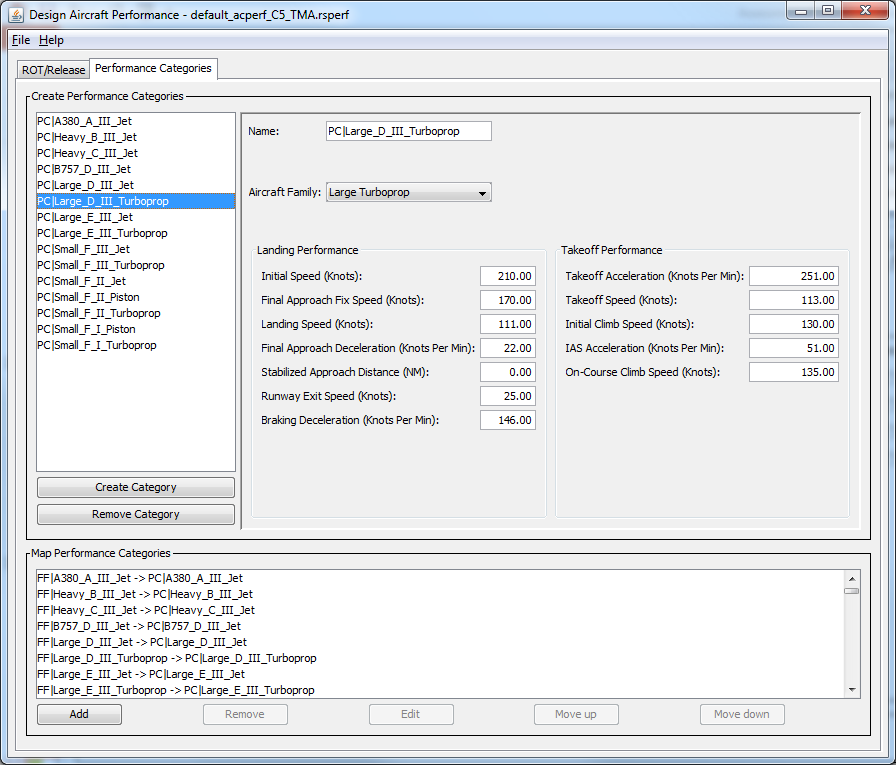 Design Aircraft Performance - default_acperf_C5_TMA.rsperf
File Help
ROT/Release Performance Categories
Create Performance Categories
PC|A380_A_III_Jet
PC|Heavy_B_III_Jet
PC|Heavy_C_III_Jet
PC|B757_D_III_Jet
PC|Large_D_III_Jet
PC|Large_D_III_Turboprop
PC|Large_E_III_Jet
PC|Large_E_III_Turboprop
PC|Small_F_III_Jet
PC|Small_F_III_Turboprop
PC|Small_F_II_Jet
PC|Small_F_II_Piston
PC|Small_F_II_Turboprop
PC|Small_F_I_Piston
PC|Small_F_I_Turboprop
Create Category
Remove Category
Name: PC|Large_D_III_Turboprop
Aircraft Family: Large Turboprop
Landing Performance
Initial Speed (Knots): 210.00
Final Approach Fix Speed (Knots): 170.00
Landing Speed (Knots): 111.00
Final Approach Deceleration (Knots Per Min): 22.00
Stabilized Approach Distance (NM): 0.00
Runway Exit Speed (Knots): 25.00
Braking Deceleration (Knots Per Min): 146.00
Takeoff Performance
Takeoff Acceleration (Knots Per Min): 251.00
Takeoff Speed (Knots): 113.00
Initial Climb Speed (Knots): 130.00
IAS Acceleration (Knots Per Min): 51.00
On-Course Climb Speed (Knots): 135.00
Map Performance Categories
FF|A380_A_III_Jet -> PC|A380_A_III_Jet
FF|Heavy_B_III_Jet -> PC|Heavy_B_III_Jet
FF|Heavy_C_III_Jet -> PC|Heavy_C_III_Jet
FF|B757_D_III_Jet -> PC|B757_D_III_Jet
FF|Large_D_III_Jet -> PC|Large_D_III_Jet
FF|Large_D_III_Turboprop -> PC|Large_D_III_Turboprop
FF|Large_E_III_Jet -> PC|Large_E_III_Jet
FF|Large_E_III_Turboprop -> PC|Large_E_III_Turboprop
Add Remove Edit Move up Move down